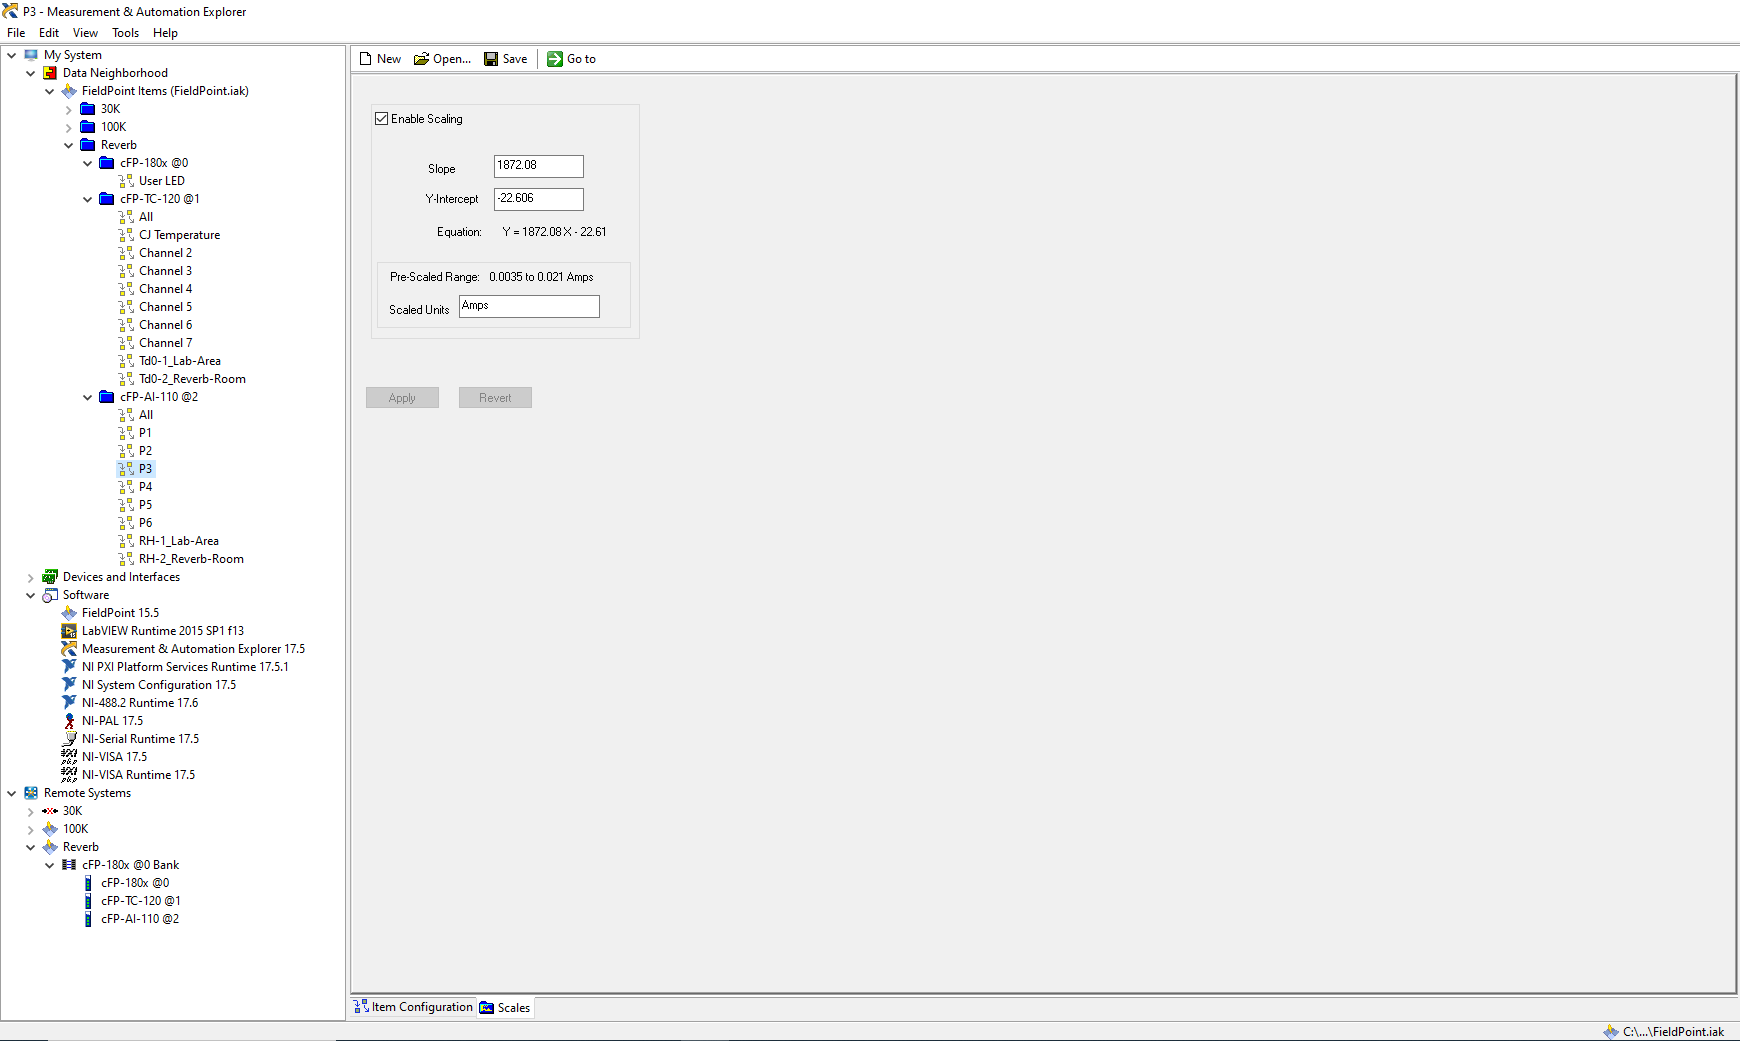 P3 - Measurement & Automation Explorer
File Edit View Tools Help
My System
Data Neighborhood
FieldPoint Items (FieldPoint.iak)
30K
100K
Reverb
cFP-180x @0
User LED
cFP-TC-120 @1
All
CJ Temperature
Channel 2
Channel 3
Channel 4
Channel 5
Channel 6
Channel 7
Td0-1_Lab-Area
Td0-2_Reverb-Room
cFP-AI-110 @2
All
P1
P2
P3
P4
P5
P6
RH-1_Lab-Area
RH-2_Reverb-Room
Devices and Interfaces
Software
FieldPoint 15.5
LabVIEW Runtime 2015 SP1 f13
Measurement & Automation Explorer 17.5
NI PXI Platform Services Runtime 17.5.1
NI System Configuration 17.5
NI-488.2 Runtime 17.6
NI-PAL 17.5
NI-Serial Runtime 17.5
NI-VISA 17.5
NI-VISA Runtime 17.5
Remote Systems
30K
100K
Reverb
cFP-180x @0 Bank
cFP-180x @0
cFP-TC-120 @1
cFP-AI-110 @2
New Open... Save Go to
Enable Scaling
Slope 1872.08
Y-Intercept -22.606
Equation: Y = 1872.08 X - 22.61
Pre-Scaled Range: 0.0035 to 0.021 Amps
Scaled Units Amps
Apply Revert
Item Configuration Scales
C:\...\FieldPoint.iak